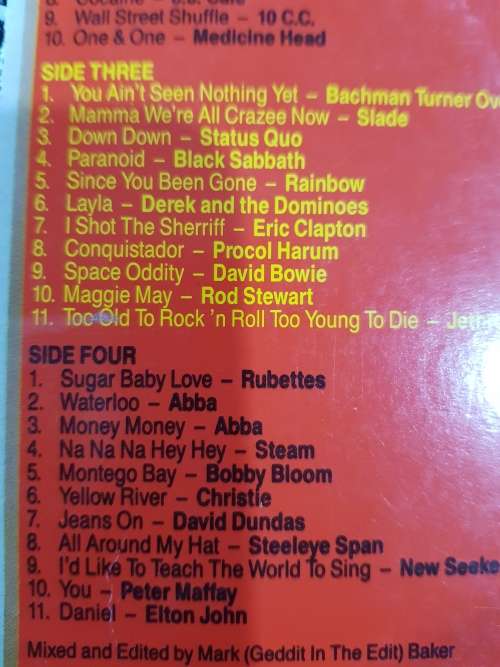 8. Cocaine – J.J. Cale
9. Wall Street Shuffle – 10 C.C.
10. One & One – Medicine Head
SIDE THREE
1. You Ain't Seen Nothing Yet – Bachman Turner Ov
2. Mamma We're All Crazee Now – Slade
3. Down Down – Status Quo
4. Paranoid – Black Sabbath
5. Since You Been Gone – Rainbow
6. Layla – Derek and the Dominoes
7. I Shot The Sherriff – Eric Clapton
8. Conquistador – Procol Harum
9. Space Oddity – David Bowie
10. Maggie May – Rod Stewart
11. Too Old To Rock 'n Roll Too Young To Die – Jeth
SIDE FOUR
1. Sugar Baby Love – Rubettes
2. Waterloo – Abba
3. Money Money – Abba
4. Na Na Na Hey Hey – Steam
5. Montego Bay – Bobby Bloom
6. Yellow River – Christie
7. Jeans On – David Dundas
8. All Around My Hat – Steeleye Span
9. I'd Like To Teach The World To Sing – New Seeke
10. You – Peter Maffay
11. Daniel – Elton John
Mixed and Edited by Mark (Geddit In The Edit) Baker